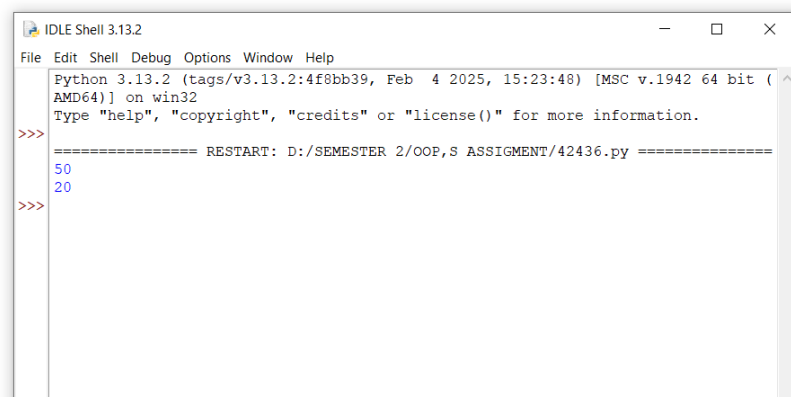 IDLE Shell 3.13.2
File Edit Shell Debug Options Window Help
Python 3.13.2 (tags/v3.13.2:4f8bb39, Feb  4 2025, 15:23:48) [MSC v.1942 64 bit (
AMD64)] on win32
Type "help", "copyright", "credits" or "license()" for more information.
>>>
================ RESTART: D:/SEMESTER 2/OOP,S ASSIGMENT/42436.py ===============
50
20
>>>